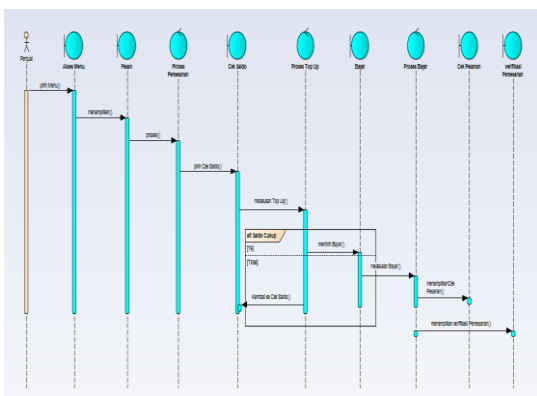 Penjual
Akses Menu
Pesan
Proses
Pemesanan
Cek Saldo
Proses Top Up
Bayar
Proses Bayar
Cek Pesanan
verifikasi
Pemesanan
pilih Menu()
menampilkan()
proses()
pilih Cek Saldo()
melakukan Top Up()
alt Saldo Cukup
[Ya]
memilih Bayar()
[Tidak]
melakukan Bayar()
menampilkanCek
Pesanan()
Kembali ke Cek Saldo()
menampilkan verifikasi Pemesanan()